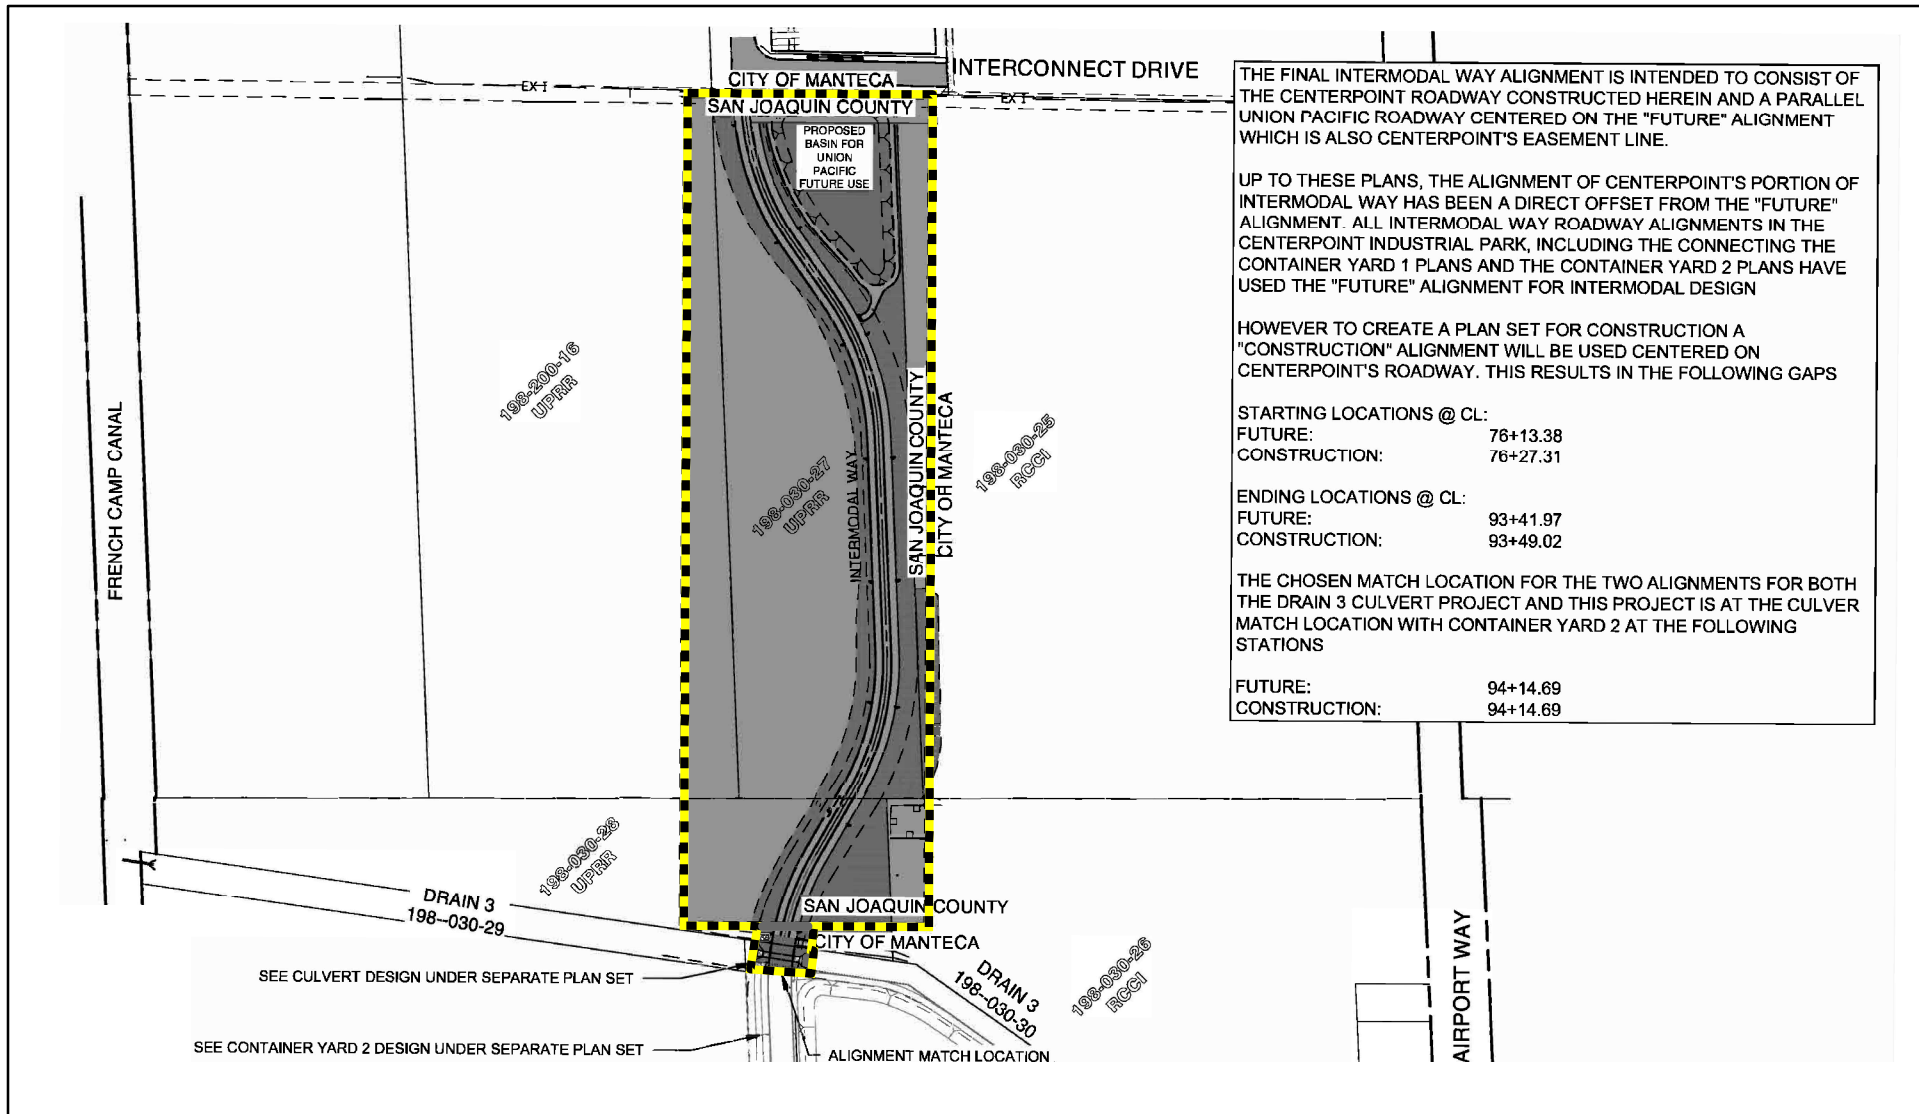 CITY OF MANTECA
INTERCONNECT DRIVE
EX I
EX I
SAN JOAQUIN COUNTY
PROPOSED
BASIN FOR
UNION
PACIFIC
FUTURE USE
THE FINAL INTERMODAL WAY ALIGNMENT IS INTENDED TO CONSIST OF
THE CENTERPOINT ROADWAY CONSTRUCTED HEREIN AND A PARALLEL
UNION PACIFIC ROADWAY CENTERED ON THE "FUTURE" ALIGNMENT
WHICH IS ALSO CENTERPOINT'S EASEMENT LINE.
UP TO THESE PLANS, THE ALIGNMENT OF CENTERPOINT'S PORTION OF
INTERMODAL WAY HAS BEEN A DIRECT OFFSET FROM THE "FUTURE"
ALIGNMENT. ALL INTERMODAL WAY ROADWAY ALIGNMENTS IN THE
CENTERPOINT INDUSTRIAL PARK, INCLUDING THE CONNECTING THE
CONTAINER YARD 1 PLANS AND THE CONTAINER YARD 2 PLANS HAVE
USED THE "FUTURE" ALIGNMENT FOR INTERMODAL DESIGN
HOWEVER TO CREATE A PLAN SET FOR CONSTRUCTION A
"CONSTRUCTION" ALIGNMENT WILL BE USED CENTERED ON
CENTERPOINT'S ROADWAY. THIS RESULTS IN THE FOLLOWING GAPS
STARTING LOCATIONS @ CL:
FUTURE: 76+13.38
CONSTRUCTION: 76+27.31
ENDING LOCATIONS @ CL:
FUTURE: 93+41.97
CONSTRUCTION: 93+49.02
THE CHOSEN MATCH LOCATION FOR THE TWO ALIGNMENTS FOR BOTH
THE DRAIN 3 CULVERT PROJECT AND THIS PROJECT IS AT THE CULVER
MATCH LOCATION WITH CONTAINER YARD 2 AT THE FOLLOWING
STATIONS
FUTURE: 94+14.69
CONSTRUCTION: 94+14.69
FRENCH CAMP CANAL
198-200-16
UPRR
198-030-27
UPRR
INTERMODAL WAY
SAN JOAQUIN COUNTY
CITY OF MANTECA
198-030-25
RCCI
198-030-28
UPRR
DRAIN 3
198--030-29
SAN JOAQUIN COUNTY
CITY OF MANTECA
SEE CULVERT DESIGN UNDER SEPARATE PLAN SET
DRAIN 3
198--030-30
198-030-26
RCCI
AIRPORT WAY
SEE CONTAINER YARD 2 DESIGN UNDER SEPARATE PLAN SET
ALIGNMENT MATCH LOCATION